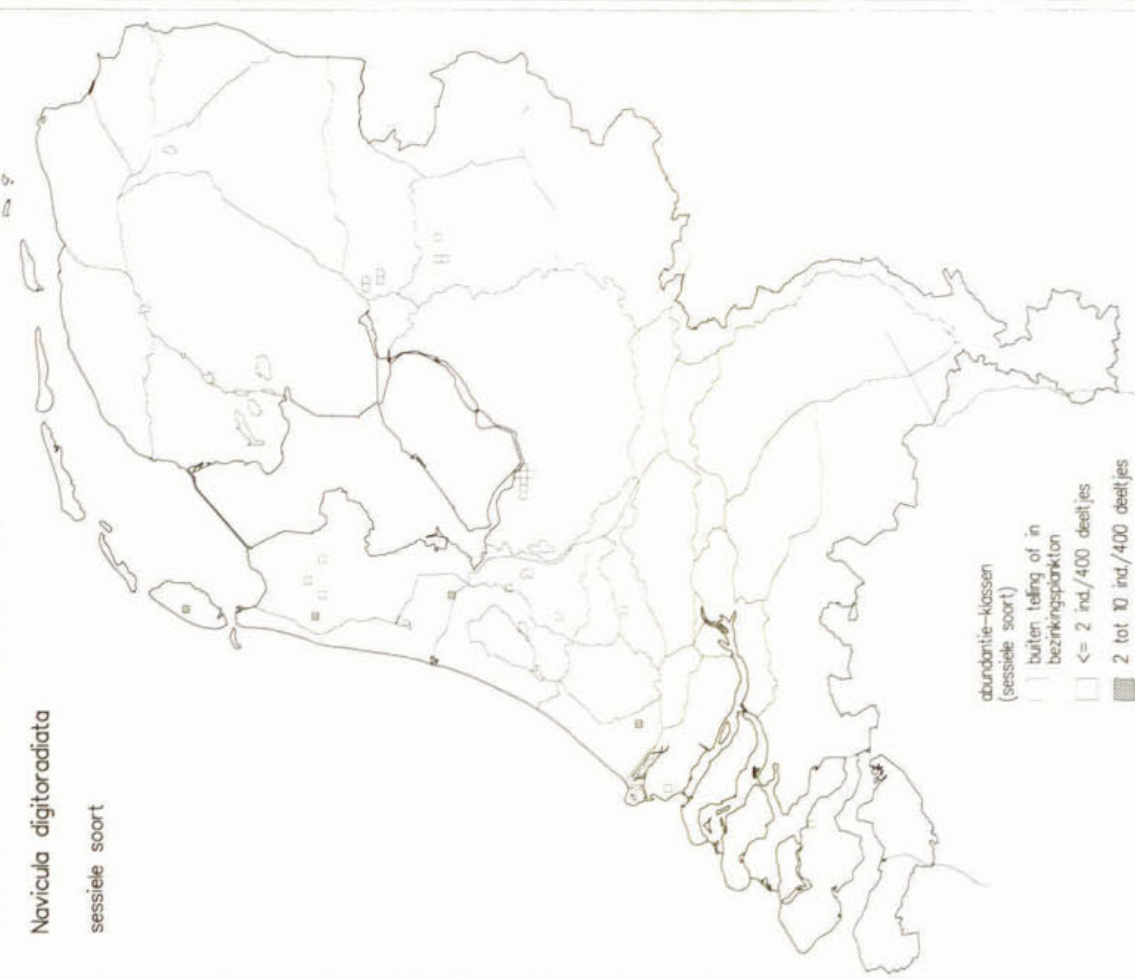 Navicula digitoradiata
sessiele soort
abundantie-klassen
(sessiele soort)
buiten telling of in
bezinkingsplankton
<= 2 ind./400 deeltjes
2 tot 10 ind./400 deeltjes